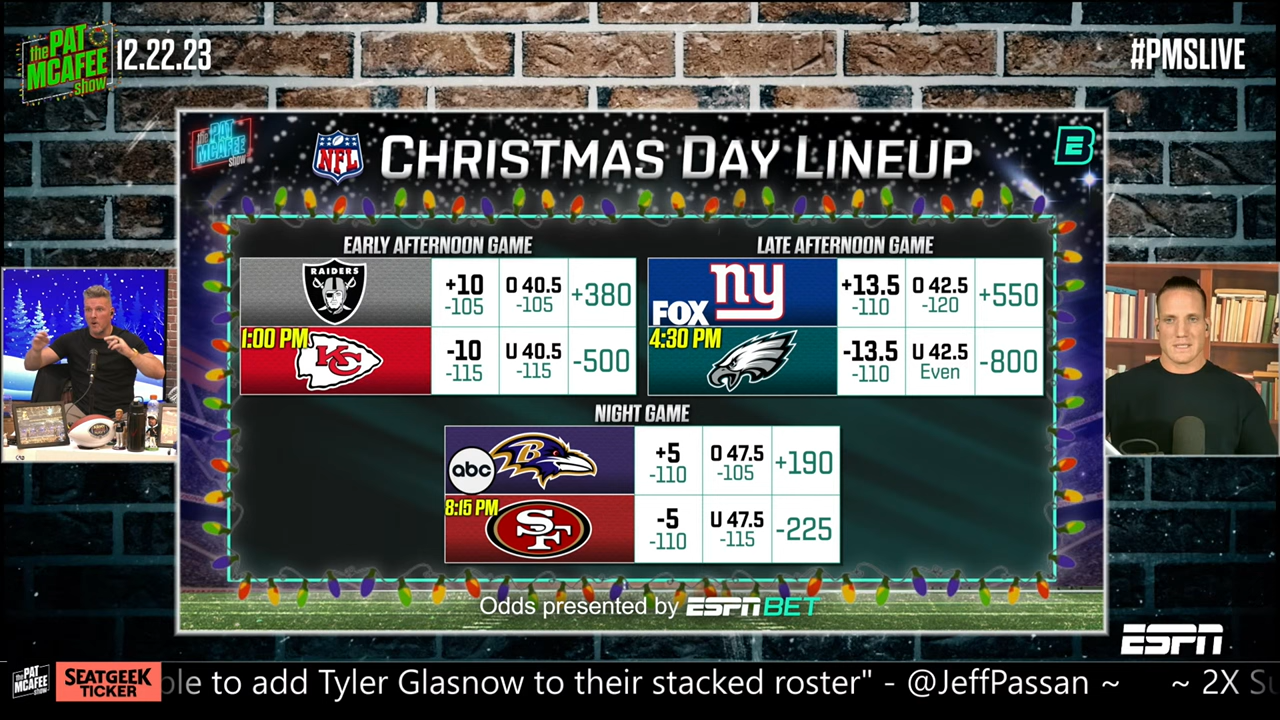 the PAT MCAFEE show
12.22.23
#PMSLIVE
the PAT MCAFEE show
NFL
CHRISTMAS DAY LINEUP
EARLY AFTERNOON GAME
RAIDERS
+10 -105
O 40.5 -105
+380
1:00 PM
KC
-10 -115
U 40.5 -115
-500
LATE AFTERNOON GAME
FOX
ny
+13.5 -110
O 42.5 -120
+550
4:30 PM
-13.5 -110
U 42.5 Even
-800
NIGHT GAME
abc
B
+5 -110
O 47.5 -105
+190
8:15 PM
SF
-5 -110
U 47.5 -115
-225
Odds presented by ESPN BET
ESPN
the PAT MCAFEE show
SEATGEEK TICKER
ble to add Tyler Glasnow to their stacked roster" - @JeffPassan ~ ~ 2X Su